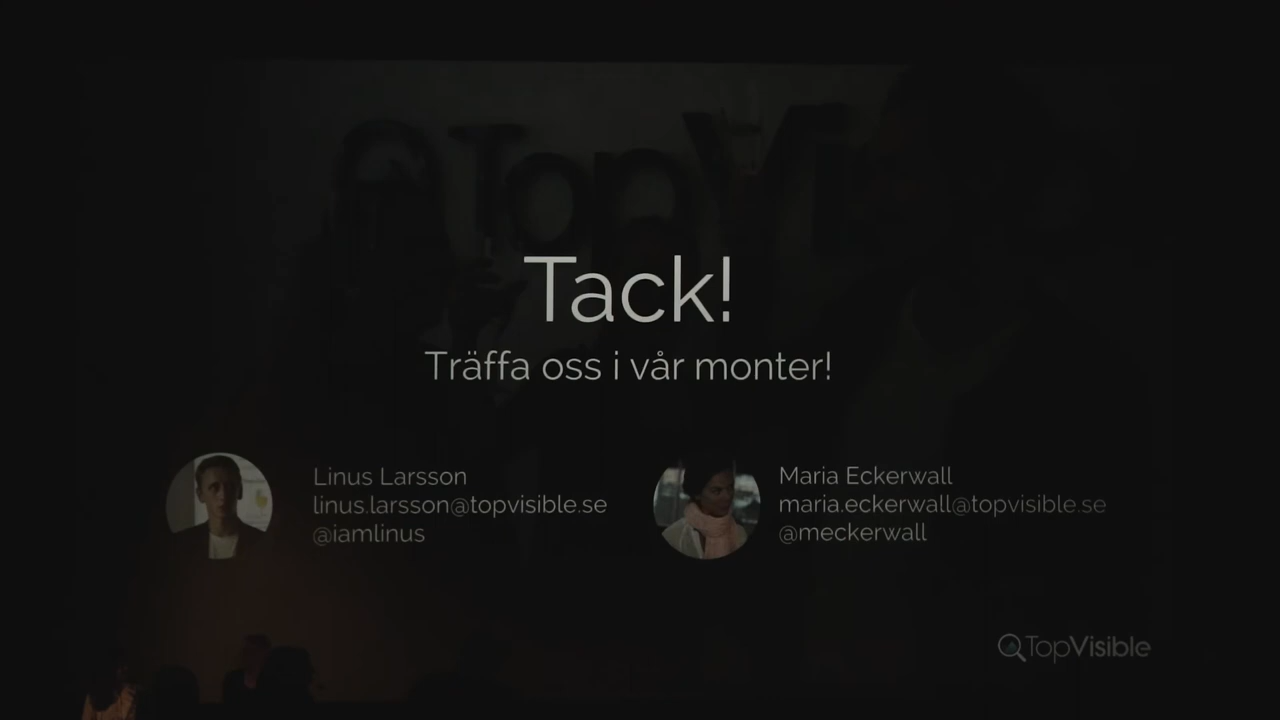 TopVi
Tack!
Träffa oss i vår monter!
Linus Larsson
linus.larsson@topvisible.se
@iamlinus
Maria Eckerwall
maria.eckerwall@topvisible.se
@meckerwall
TopVisible